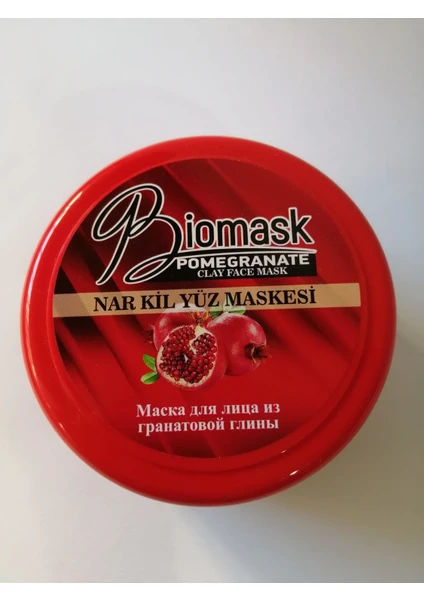 Biomask
POMEGRANATE
CLAY FACE MASK
NAR KİL YÜZ MASKESİ
Маска для лица из
гранатовой глины